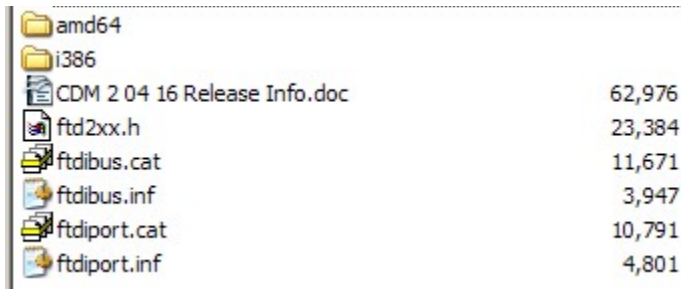 amd64
i386
CDM 2 04 16 Release Info.doc 62,976
ftd2xx.h 23,384
ftdibus.cat 11,671
ftdibus.inf 3,947
ftdiport.cat 10,791
ftdiport.inf 4,801